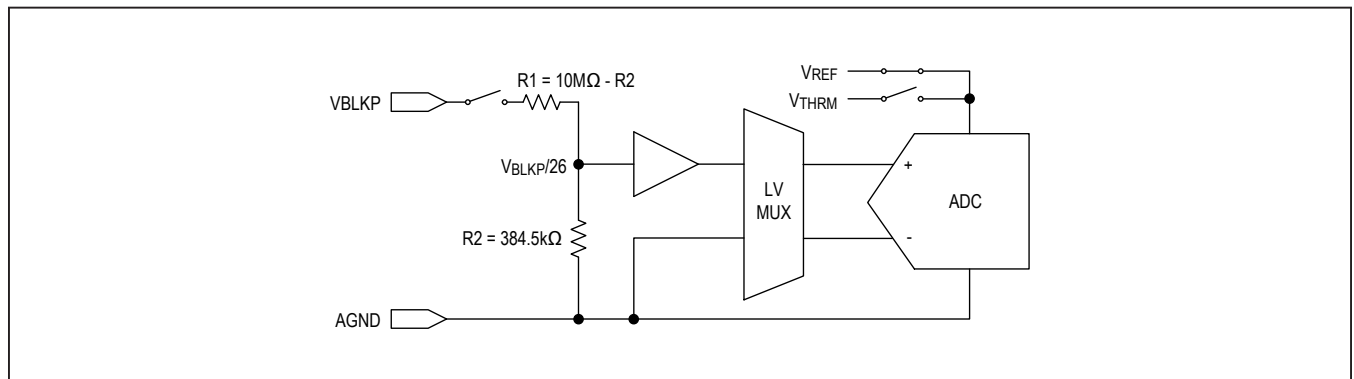 R1 = 10MΩ - R2
VREF
VBLKP
VTHRM
VBLKP/26
LV
MUX
+
-
ADC
R2 = 384.5kΩ
AGND